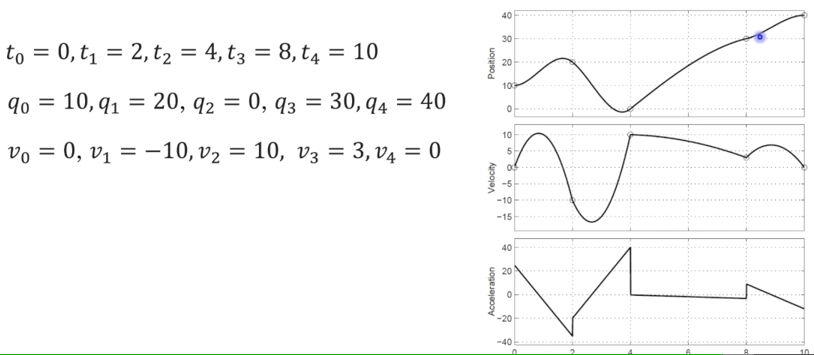 t₀ = 0, t₁ = 2, t₂ = 4, t₃ = 8, t₄ = 10
q₀ = 10, q₁ = 20, q₂ = 0, q₃ = 30, q₄ = 40
v₀ = 0, v₁ = −10, v₂ = 10, v₃ = 3, v₄ = 0
Position
40
30
20
10
0
Velocity
10
5
0
−5
−10
−15
Acceleration
40
20
0
−20
−40
0 2 4 6 8 10